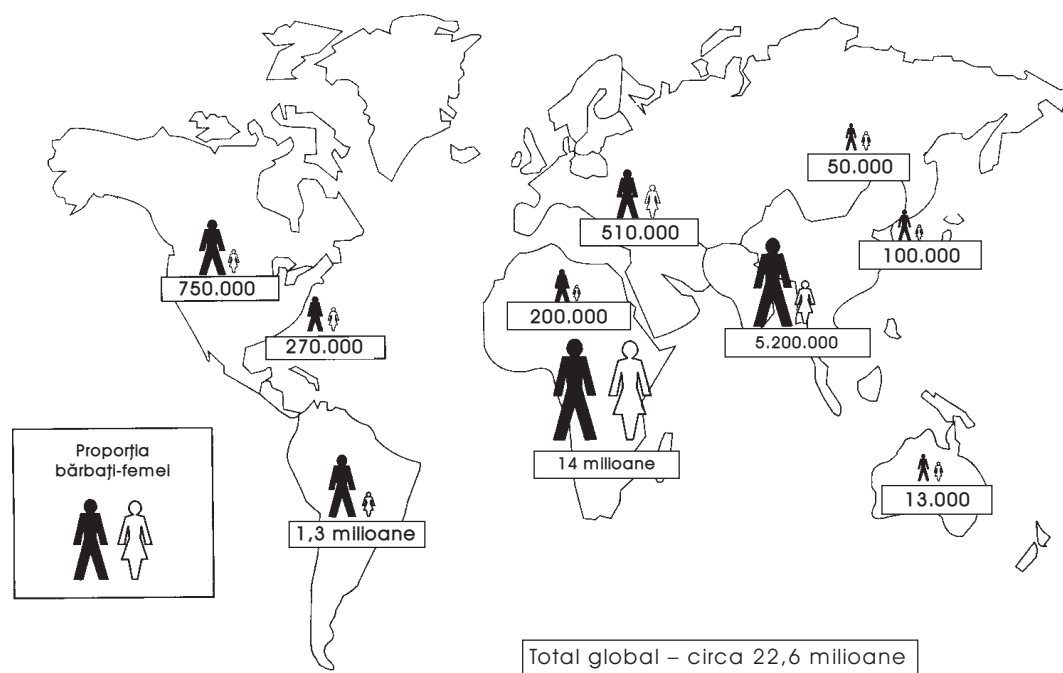 50.000
510.000
100.000
750.000
200.000
270.000
5.200.000
Proporția
bărbați-femei
14 milioane
13.000
1,3 milioane
Total global – circa 22,6 milioane